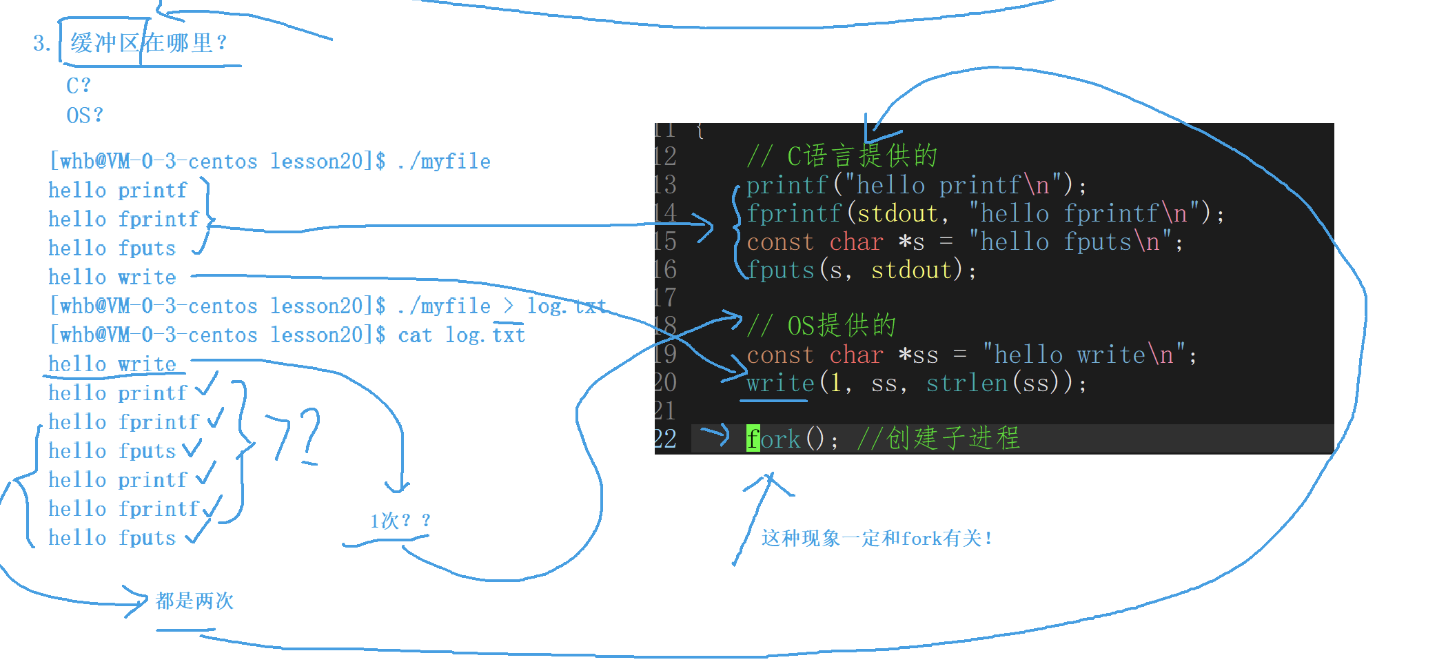 3. 缓冲区在哪里？
C?
OS?
[whb@VM-0-3-centos lesson20]$ ./myfile
hello printf
hello fprintf
hello fputs
hello write
[whb@VM-0-3-centos lesson20]$ ./myfile > log.txt
[whb@VM-0-3-centos lesson20]$ cat log.txt
hello write
hello printf
hello fprintf
hello fputs
hello printf
hello fprintf
hello fputs
??
1次？？
都是两次
11 {
12 // C语言提供的
13 printf("hello printf\n");
14 fprintf(stdout, "hello fprintf\n");
15 const char *s = "hello fputs\n";
16 fputs(s, stdout);
17
18 // OS提供的
19 const char *ss = "hello write\n";
20 write(1, ss, strlen(ss));
21
22 fork(); //创建子进程
这种现象一定和fork有关！